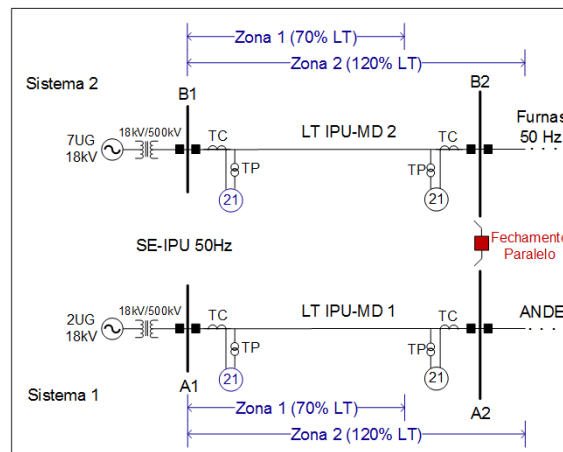 Zona 1 (70% LT)
Zona 2 (120% LT)
Sistema 2
B1
B2
7UG
18kV
18kV/500kV
TC
LT IPU-MD 2
TC
Furnas
50 Hz
TP
TP
21
21
SE-IPU 50Hz
Fechamento
Paralelo
2UG
18kV
18kV/500kV
TC
LT IPU-MD 1
TC
ANDE
TP
TP
21
21
Sistema 1
A1
A2
Zona 1 (70% LT)
Zona 2 (120% LT)